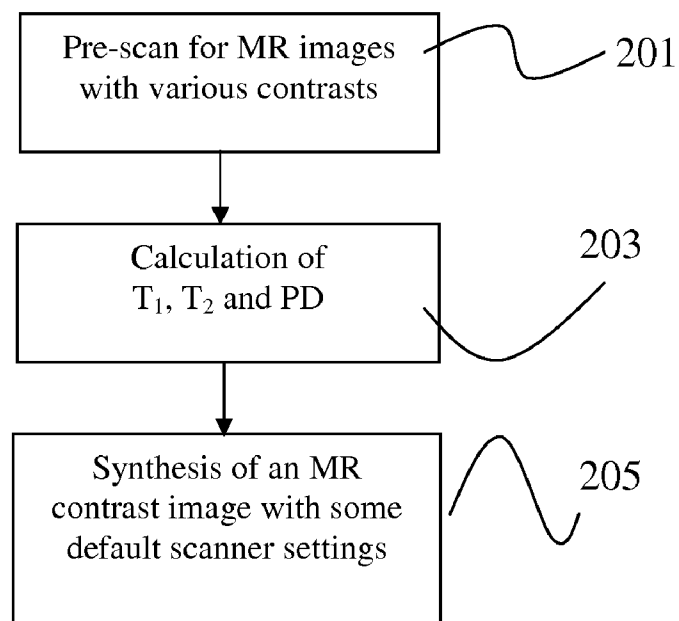 Pre-scan for MR images
with various contrasts
201
Calculation of
T₁, T₂ and PD
203
Synthesis of an MR
contrast image with some
default scanner settings
205